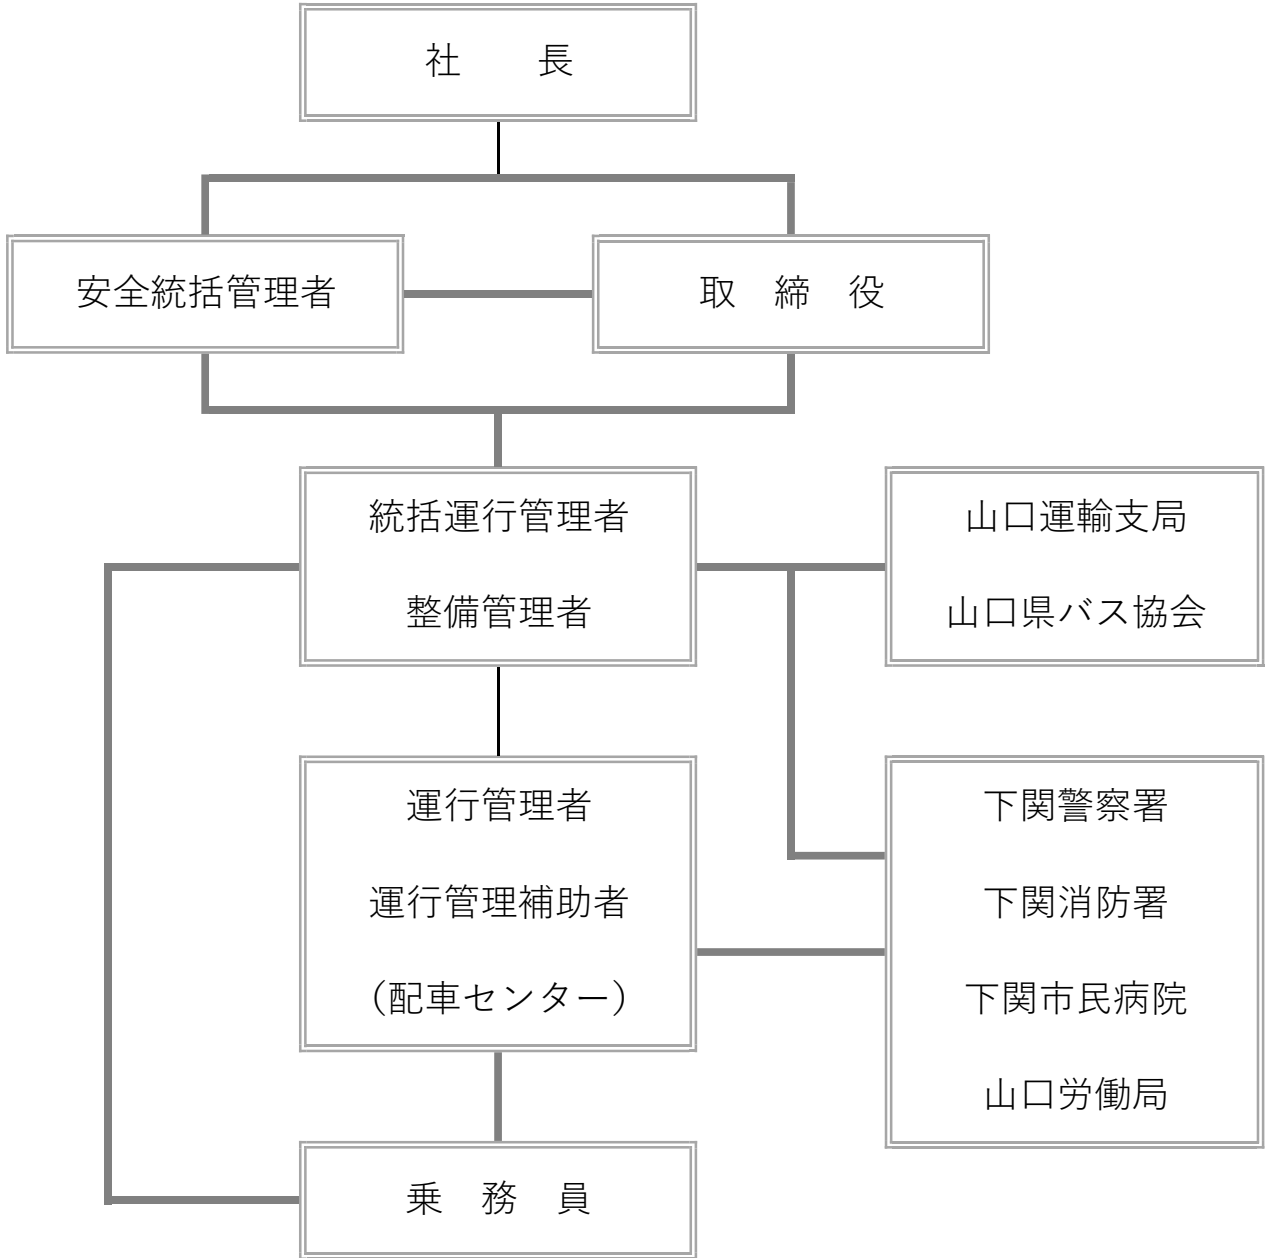 社　　長
安全統括管理者
取　締　役
統括運行管理者
整備管理者
山口運輸支局
山口県バス協会
運行管理者
運行管理補助者
（配車センター）
下関警察署
下関消防署
下関市民病院
山口労働局
乗　務　員